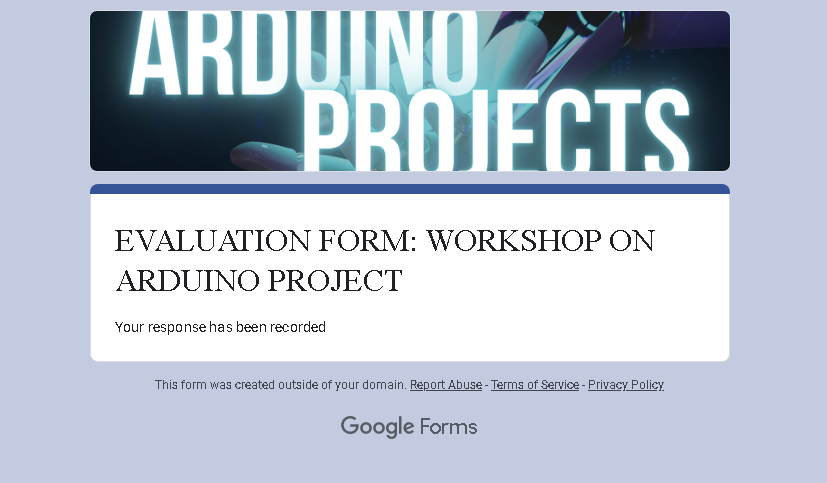 ARDUINO
PROJECTS
EVALUATION FORM: WORKSHOP ON
ARDUINO PROJECT
Your response has been recorded
This form was created outside of your domain. Report Abuse - Terms of Service - Privacy Policy
Google Forms